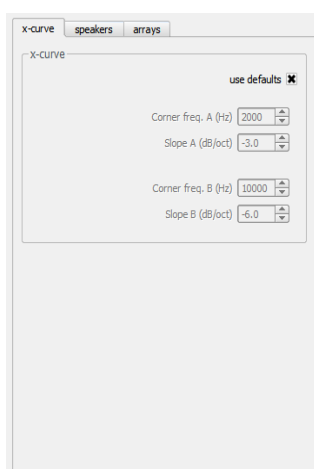 x-curve speakers arrays
x-curve
use defaults
Corner freq. A (Hz) 2000
Slope A (dB/oct) -3.0
Corner freq. B (Hz) 10000
Slope B (dB/oct) -6.0